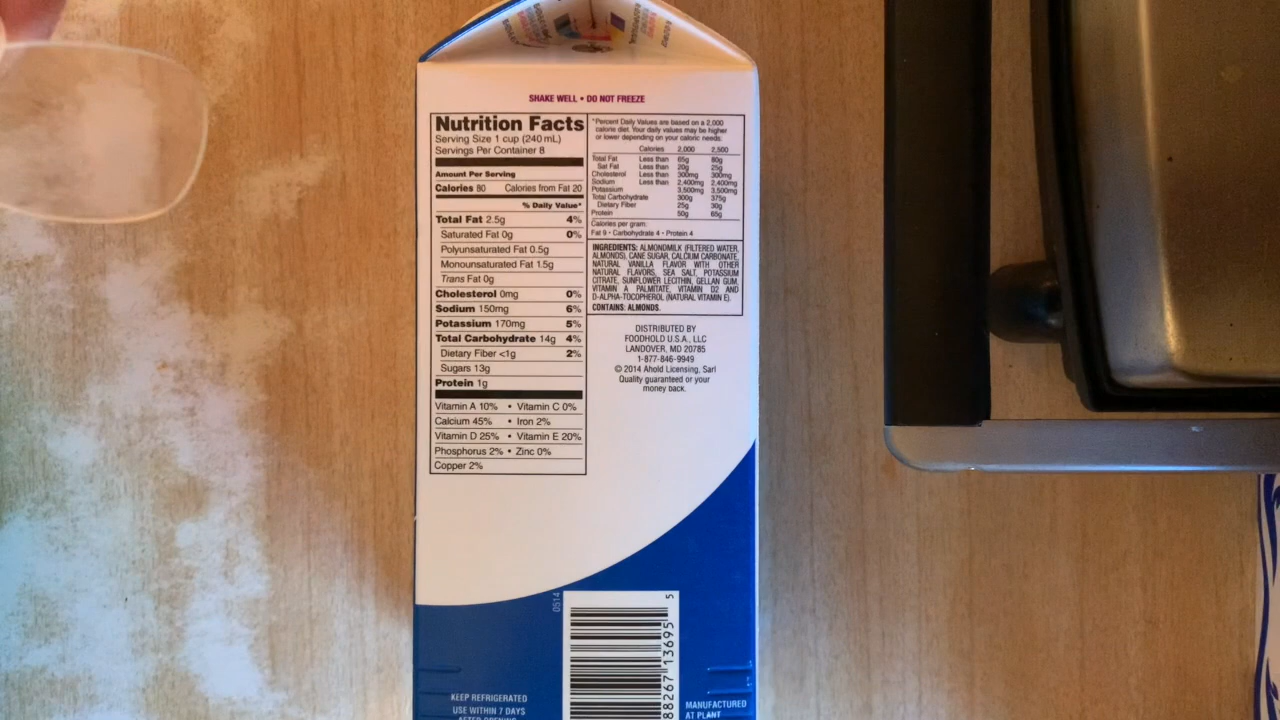 SHAKE WELL • DO NOT FREEZE
Nutrition Facts
Serving Size 1 cup (240 mL)
Servings Per Container 8
Amount Per Serving
Calories 80 Calories from Fat 20
% Daily Value*
Total Fat 2.5g 4%
Saturated Fat 0g 0%
Polyunsaturated Fat 0.5g
Monounsaturated Fat 1.5g
Trans Fat 0g
Cholesterol 0mg 0%
Sodium 150mg 6%
Potassium 170mg 5%
Total Carbohydrate 14g 4%
Dietary Fiber <1g 2%
Sugars 13g
Protein 1g
Vitamin A 10% • Vitamin C 0%
Calcium 45% • Iron 2%
Vitamin D 25% • Vitamin E 20%
Phosphorus 2% • Zinc 0%
Copper 2%
*Percent Daily Values are based on a 2,000
calorie diet. Your daily values may be higher
or lower depending on your caloric needs:
Calories 2,000 2,500
Total Fat Less than 65g 80g
Sat Fat Less than 20g 25g
Cholesterol Less than 300mg 300mg
Sodium Less than 2,400mg 2,400mg
Potassium 3,500mg 3,500mg
Total Carbohydrate 300g 375g
Dietary Fiber 25g 30g
Protein 50g 65g
Calories per gram:
Fat 9 • Carbohydrate 4 • Protein 4
INGREDIENTS: ALMONDMILK (FILTERED WATER,
ALMONDS), CANE SUGAR, CALCIUM CARBONATE,
NATURAL VANILLA FLAVOR WITH OTHER
NATURAL FLAVORS, SEA SALT, POTASSIUM
CITRATE, SUNFLOWER LECITHIN, GELLAN GUM,
VITAMIN A PALMITATE, VITAMIN D2 AND
D-ALPHA-TOCOPHEROL (NATURAL VITAMIN E).
CONTAINS: ALMONDS.
DISTRIBUTED BY
FOODHOLD U.S.A., LLC
LANDOVER, MD 20785
1-877-846-9949
© 2014 Ahold Licensing, Sarl
Quality guaranteed or your
money back.
0514
88267 13695 5
KEEP REFRIGERATED
USE WITHIN 7 DAYS
AFTER OPENING
MANUFACTURED
AT PLANT